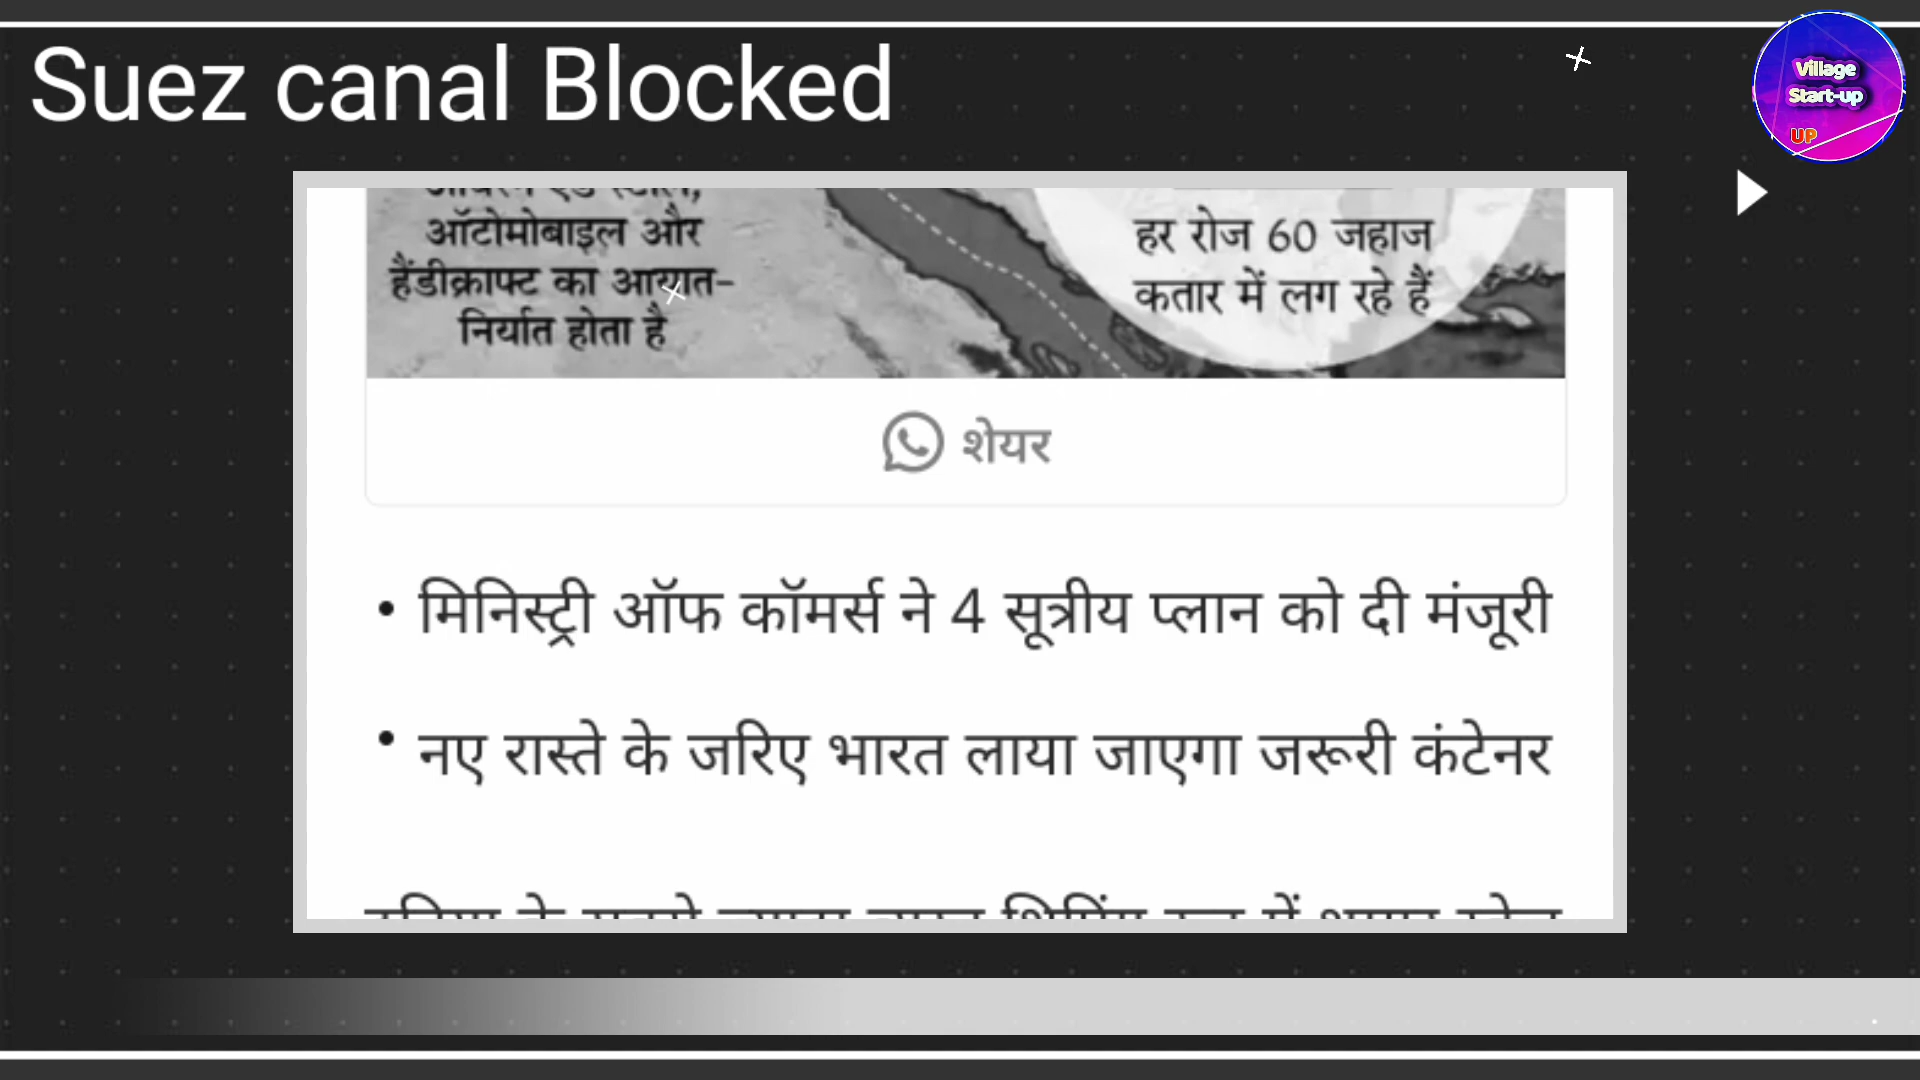 Suez canal Blocked
Village
Start-up
UP
ऑटोमोबाइल और
हैंडीक्राफ्ट का आयात-
निर्यात होता है
हर रोज 60 जहाज
कतार में लग रहे हैं
शेयर
• मिनिस्ट्री ऑफ कॉमर्स ने 4 सूत्रीय प्लान को दी मंजूरी
• नए रास्ते के जरिए भारत लाया जाएगा जरूरी कंटेनर